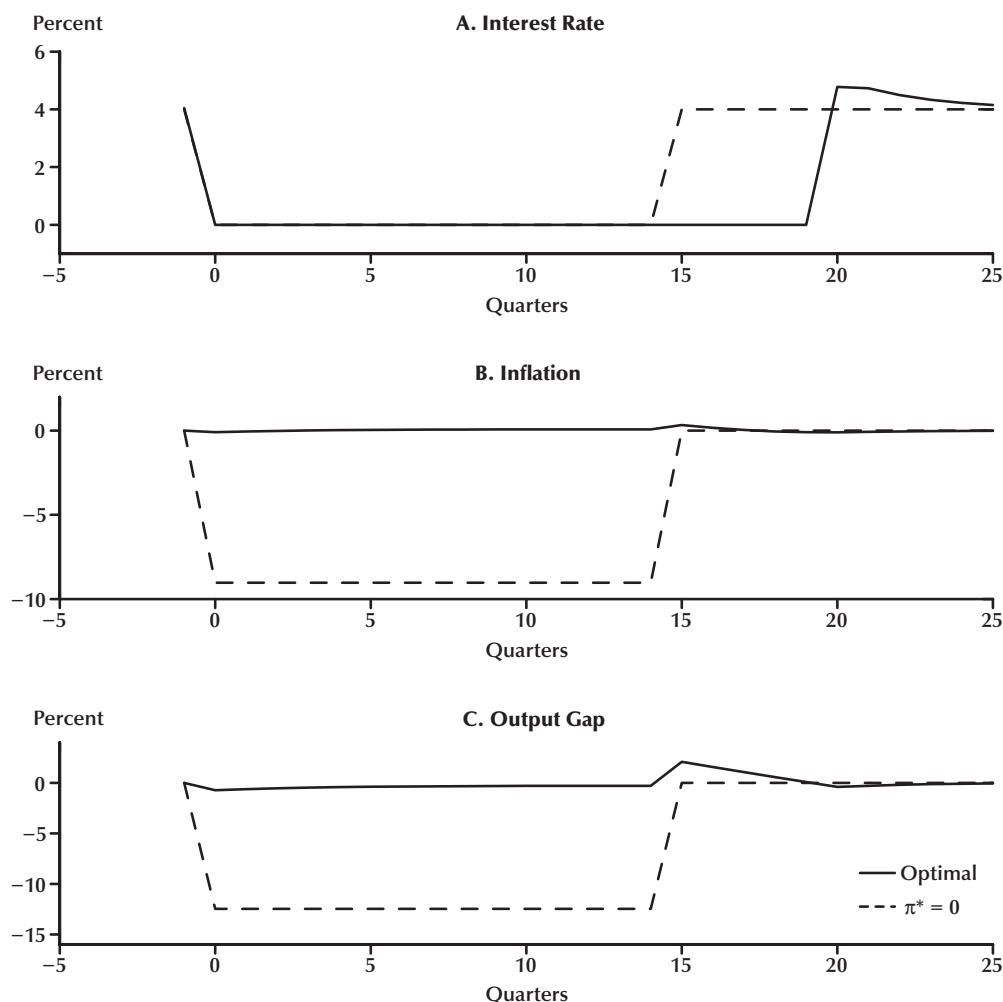 Percent
A. Interest Rate
6
4
2
0
−5 0 5 10 15 20 25
Quarters
Percent
B. Inflation
0
−5
−10
−5 0 5 10 15 20 25
Quarters
Percent
C. Output Gap
0
−5
−10
−15
Optimal
π* = 0
−5 0 5 10 15 20 25
Quarters